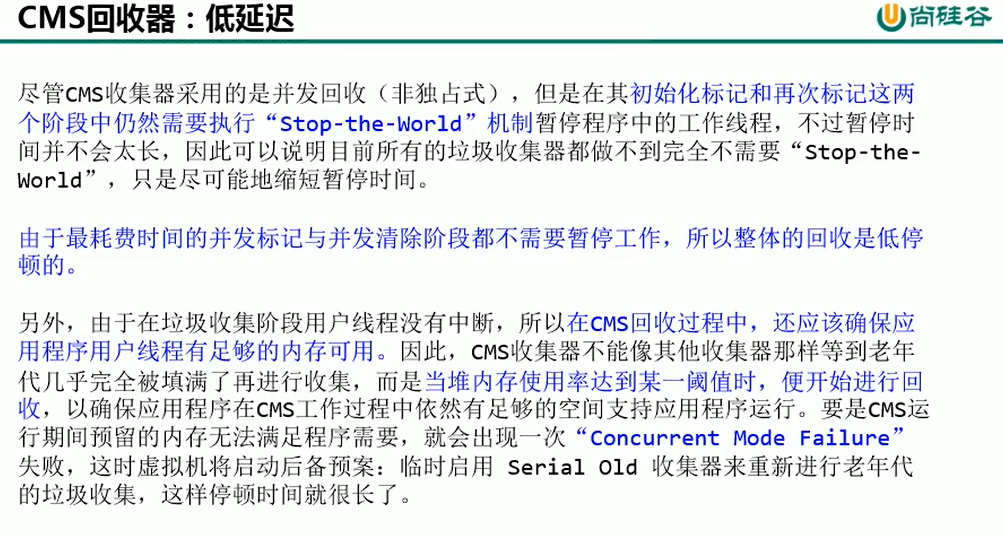 CMS回收器：低延迟
尚硅谷
尽管CMS收集器采用的是并发回收（非独占式），但是在其初始化标记和再次标记这两
个阶段中仍然需要执行“Stop-the-World”机制暂停程序中的工作线程，不过暂停时
间并不会太长，因此可以说明目前所有的垃圾收集器都做不到完全不需要“Stop-the-
World”，只是尽可能地缩短暂停时间。
由于最耗费时间的并发标记与并发清除阶段都不需要暂停工作，所以整体的回收是低停
顿的。
另外，由于在垃圾收集阶段用户线程没有中断，所以在CMS回收过程中，还应该确保应
用程序用户线程有足够的内存可用。因此，CMS收集器不能像其他收集器那样等到老年
代几乎完全被填满了再进行收集，而是当堆内存使用率达到某一阈值时，便开始进行回
收，以确保应用程序在CMS工作过程中依然有足够的空间支持应用程序运行。要是CMS运
行期间预留的内存无法满足程序需要，就会出现一次“Concurrent Mode Failure”
失败，这时虚拟机将启动后备预案：临时启用 Serial Old 收集器来重新进行老年代
的垃圾收集，这样停顿时间就很长了。